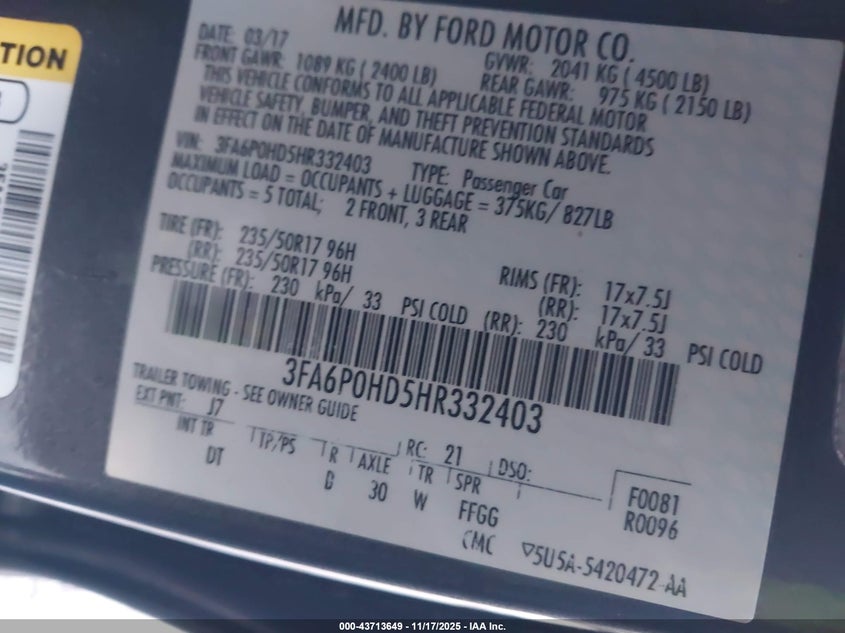 TION
MFD. BY FORD MOTOR CO.
DATE: 03/17 GVWR: 2041 KG ( 4500 LB)
FRONT GAWR: 1089 KG ( 2400 LB) REAR GAWR: 975 KG ( 2150 LB)
THIS VEHICLE CONFORMS TO ALL APPLICABLE FEDERAL MOTOR
VEHICLE SAFETY, BUMPER, AND THEFT PREVENTION STANDARDS
IN EFFECT ON THE DATE OF MANUFACTURE SHOWN ABOVE.
VIN: 3FA6P0HD5HR332403 TYPE: Passenger Car
MAXIMUM LOAD = OCCUPANTS + LUGGAGE = 375KG/ 827LB
OCCUPANTS = 5 TOTAL; 2 FRONT, 3 REAR
TIRE (FR): 235/50R17 96H RIMS (FR): 17x7.5J
(RR): 235/50R17 96H (RR): 17x7.5J
PRESSURE (FR): 230 kPa/ 33 PSI COLD (RR): 230 kPa/ 33 PSI COLD
3FA6P0HD5HR332403
TRAILER TOWING - SEE OWNER GUIDE
EXT PNT: J7 RC: 21 DSO:
INT TR TP/PS R AXLE TR SPR F0081
DT 30 W FFGG R0096
CMC ▽5U5A-5420472-AA
000-43713649 - 11/17/2025 - IAA Inc.